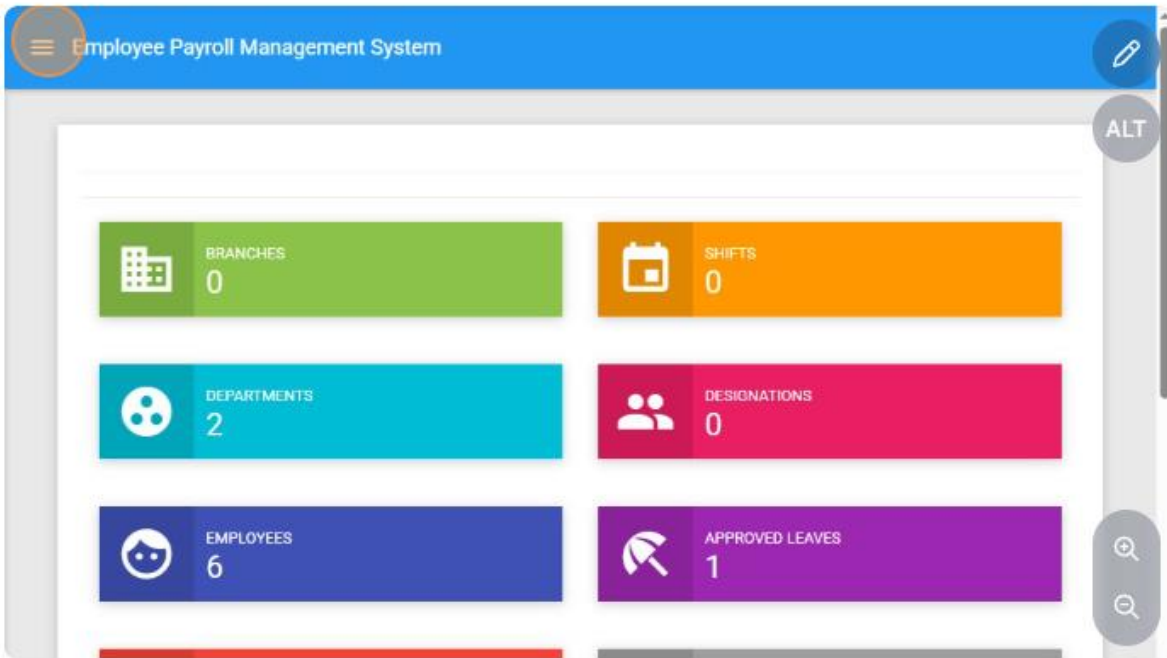 Employee Payroll Management System
ALT
BRANCHES
0
SHIFTS
0
DEPARTMENTS
2
DESIGNATIONS
0
EMPLOYEES
6
APPROVED LEAVES
1